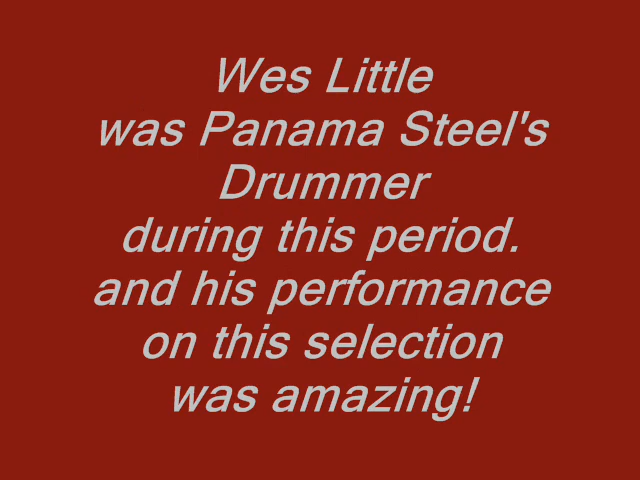 Wes Little
was Panama Steel's
Drummer
during this period.
and his performance
on this selection
was amazing!